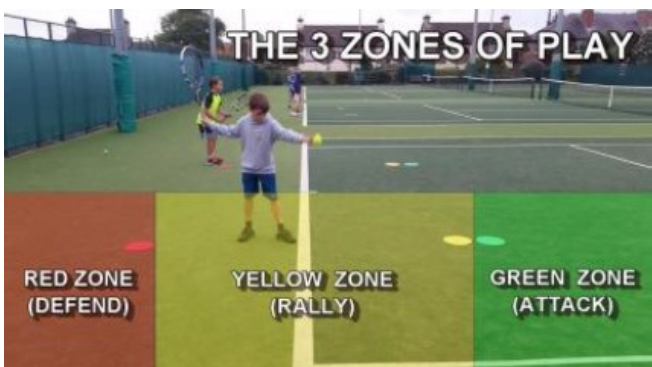 THE 3 ZONES OF PLAY
RED ZONE
(DEFEND)
YELLOW ZONE
(RALLY)
GREEN ZONE
(ATTACK)